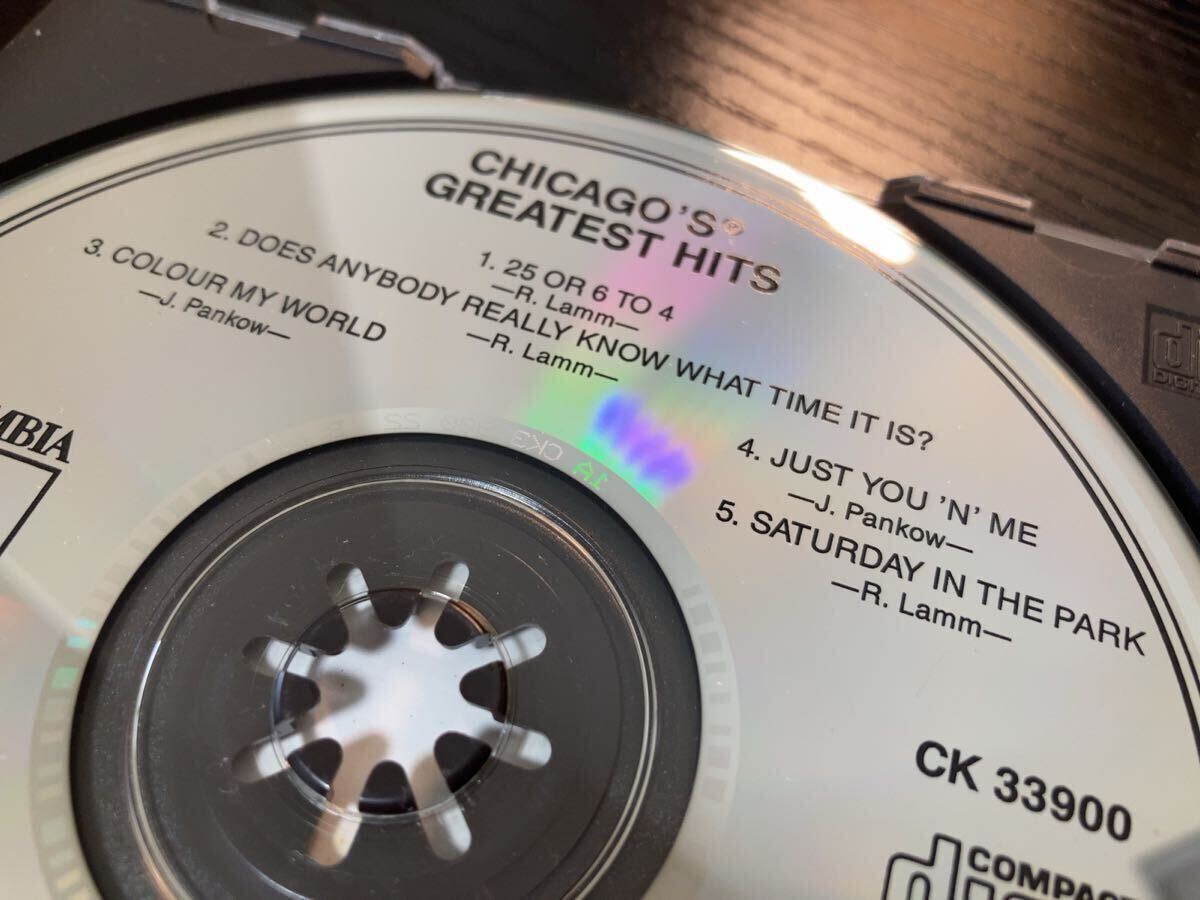 CHICAGO'S®
GREATEST HITS
1. 25 OR 6 TO 4
—R. Lamm—
2. DOES ANYBODY REALLY KNOW WHAT TIME IT IS?
—R. Lamm—
3. COLOUR MY WORLD
—J. Pankow—
4. JUST YOU 'N' ME
—J. Pankow—
5. SATURDAY IN THE PARK
—R. Lamm—
CK 33900
COMPACT